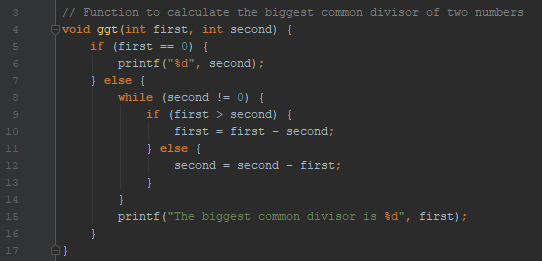 3 // Function to calculate the biggest common divisor of two numbers
4 void ggt(int first, int second) {
5     if (first == 0) {
6         printf("%d", second);
7     } else {
8         while (second != 0) {
9             if (first > second) {
10                 first = first - second;
11             } else {
12                 second = second - first;
13             }
14         }
15         printf("The biggest common divisor is %d", first);
16     }
17 }